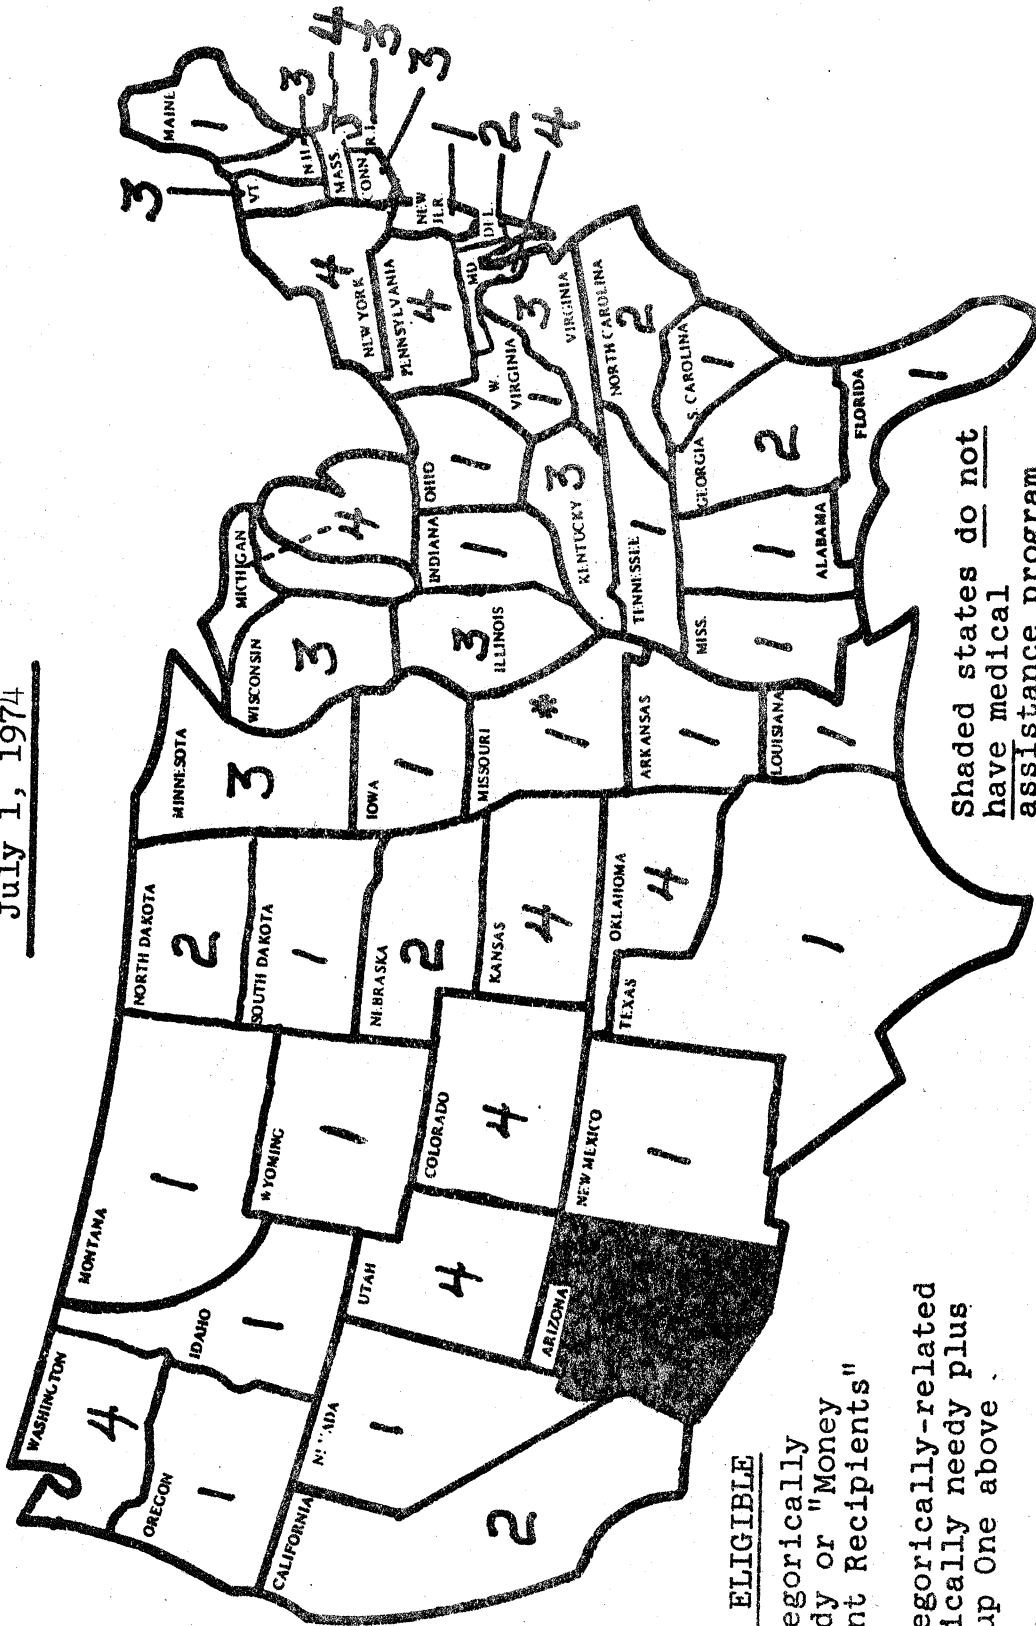 July 1, 1974
WASHINGTON
4
OREGON
1
CALIFORNIA
2
IDAHO
1
MONTANA
1
WYOMING
1
UTAH
4
ARIZONA
COLORADO
4
NEW MEXICO
1
NORTH DAKOTA
2
SOUTH DAKOTA
1
NEBRASKA
2
KANSAS
4
OKLAHOMA
4
TEXAS
1
MINNESOTA
3
IOWA
1
MISSOURI
1*
ARKANSAS
1
LOUISIANA
1
WISCONSIN
3
ILLINOIS
3
MICHIGAN
4
INDIANA
1
OHIO
1
KENTUCKY
3
TENNESSEE
1
MISS.
1
ALABAMA
1
GEORGIA
2
FLORIDA
1
S. CAROLINA
1
NORTH CAROLINA
2
VIRGINIA
3
W.
VIRGINIA
1
PENNSYLVANIA
4
NEW YORK
4
MAINE
1
VT.
3
N.H.
3
MASS.
4
R.I.
3
CONN
3
NEW
JER.
1
DEL.
2
MD
4
ELIGIBLE
egorically
dy or "Money
nt Recipients"
egorically-related
ically needy plus
up One above.
Shaded states do not
have medical
assistance program